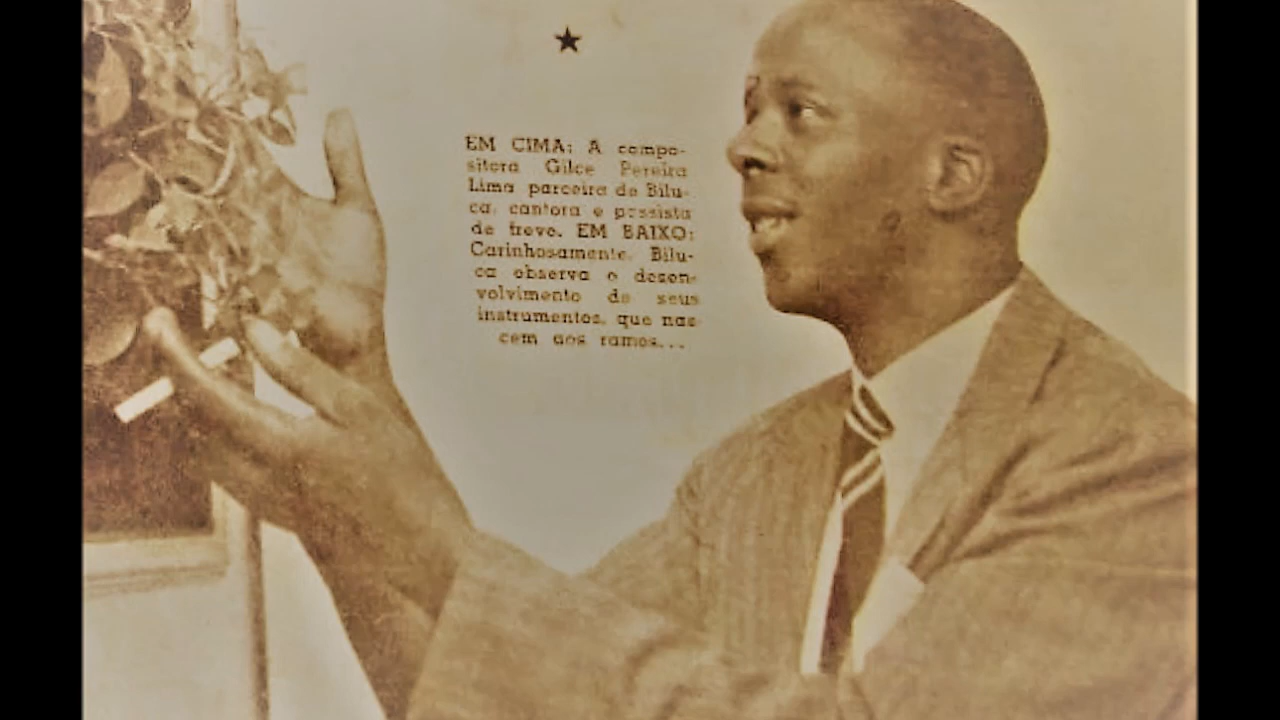 EM CIMA: A compo-
sitora Gilce Pereira
Lima parceira de Bilu-
ca, cantora e passista
de frevo. EM BAIXO:
Carinhosamente, Bilu-
ca observa o desen-
volvimento de seus
instrumentos, que nas-
cem aos ramos...